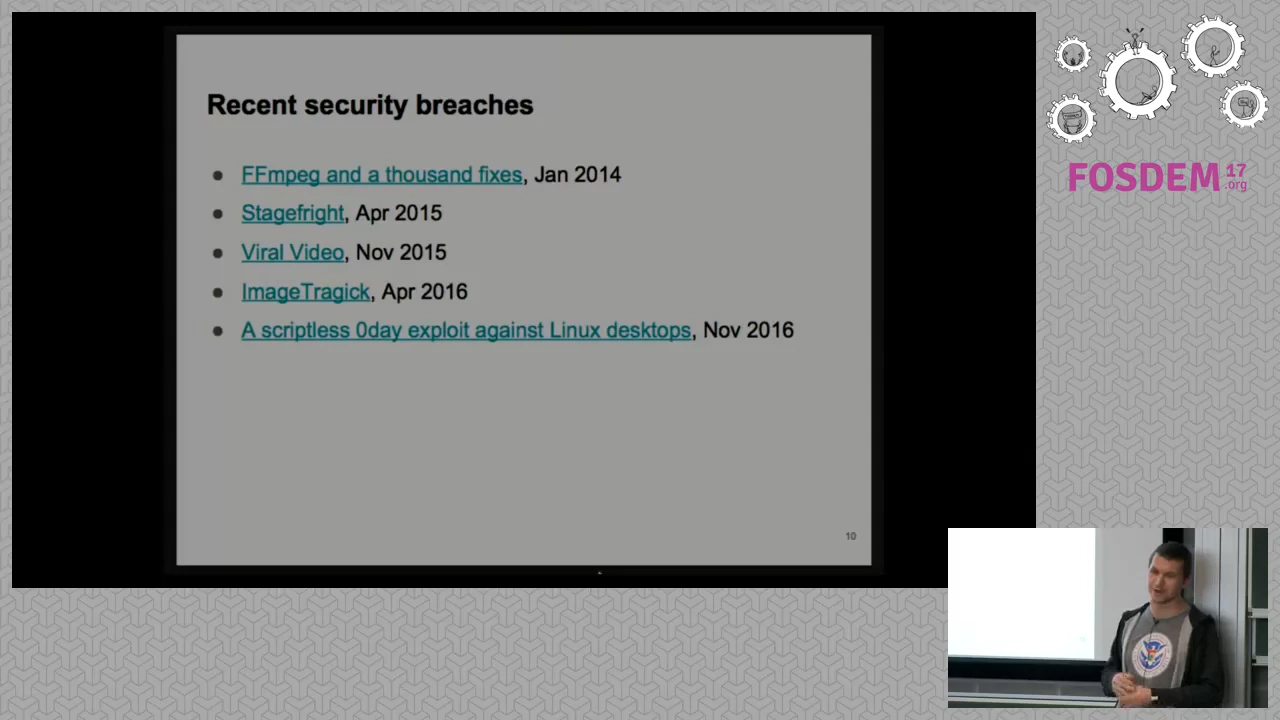 Recent security breaches
● FFmpeg and a thousand fixes, Jan 2014
● Stagefright, Apr 2015
● Viral Video, Nov 2015
● ImageTragick, Apr 2016
● A scriptless 0day exploit against Linux desktops, Nov 2016
10
FOSDEM 17
.org